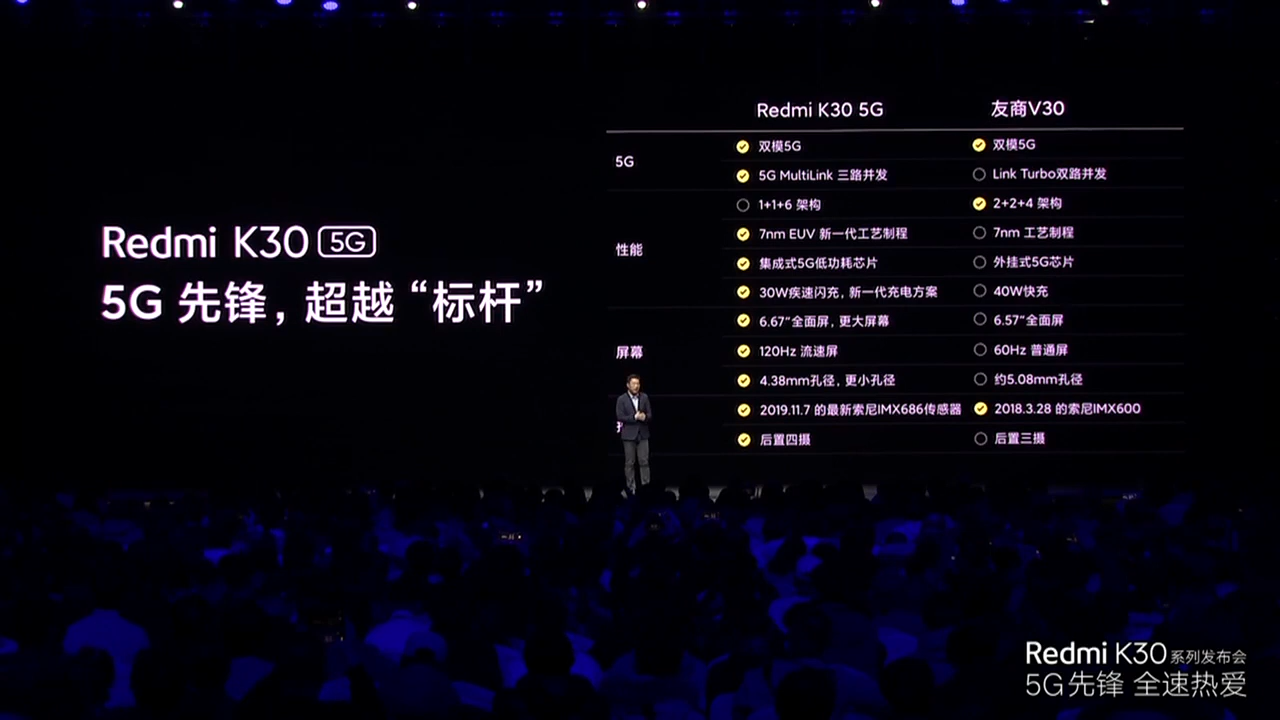 Redmi K30 5G
5G 先锋，超越“标杆”
Redmi K30 5G 友商V30
5G
双模5G 双模5G
5G MultiLink 三路并发 Link Turbo双路并发
性能
1+1+6 架构 2+2+4 架构
7nm EUV 新一代工艺制程 7nm 工艺制程
集成式5G低功耗芯片 外挂式5G芯片
30W疾速闪充，新一代充电方案 40W快充
屏幕
6.67"全面屏，更大屏幕 6.57"全面屏
120Hz 流速屏 60Hz 普通屏
4.38mm孔径，更小孔径 约5.08mm孔径
2019.11.7 的最新索尼IMX686传感器 2018.3.28 的索尼IMX600
后置四摄 后置三摄
Redmi K30 系列发布会
5G先锋 全速热爱